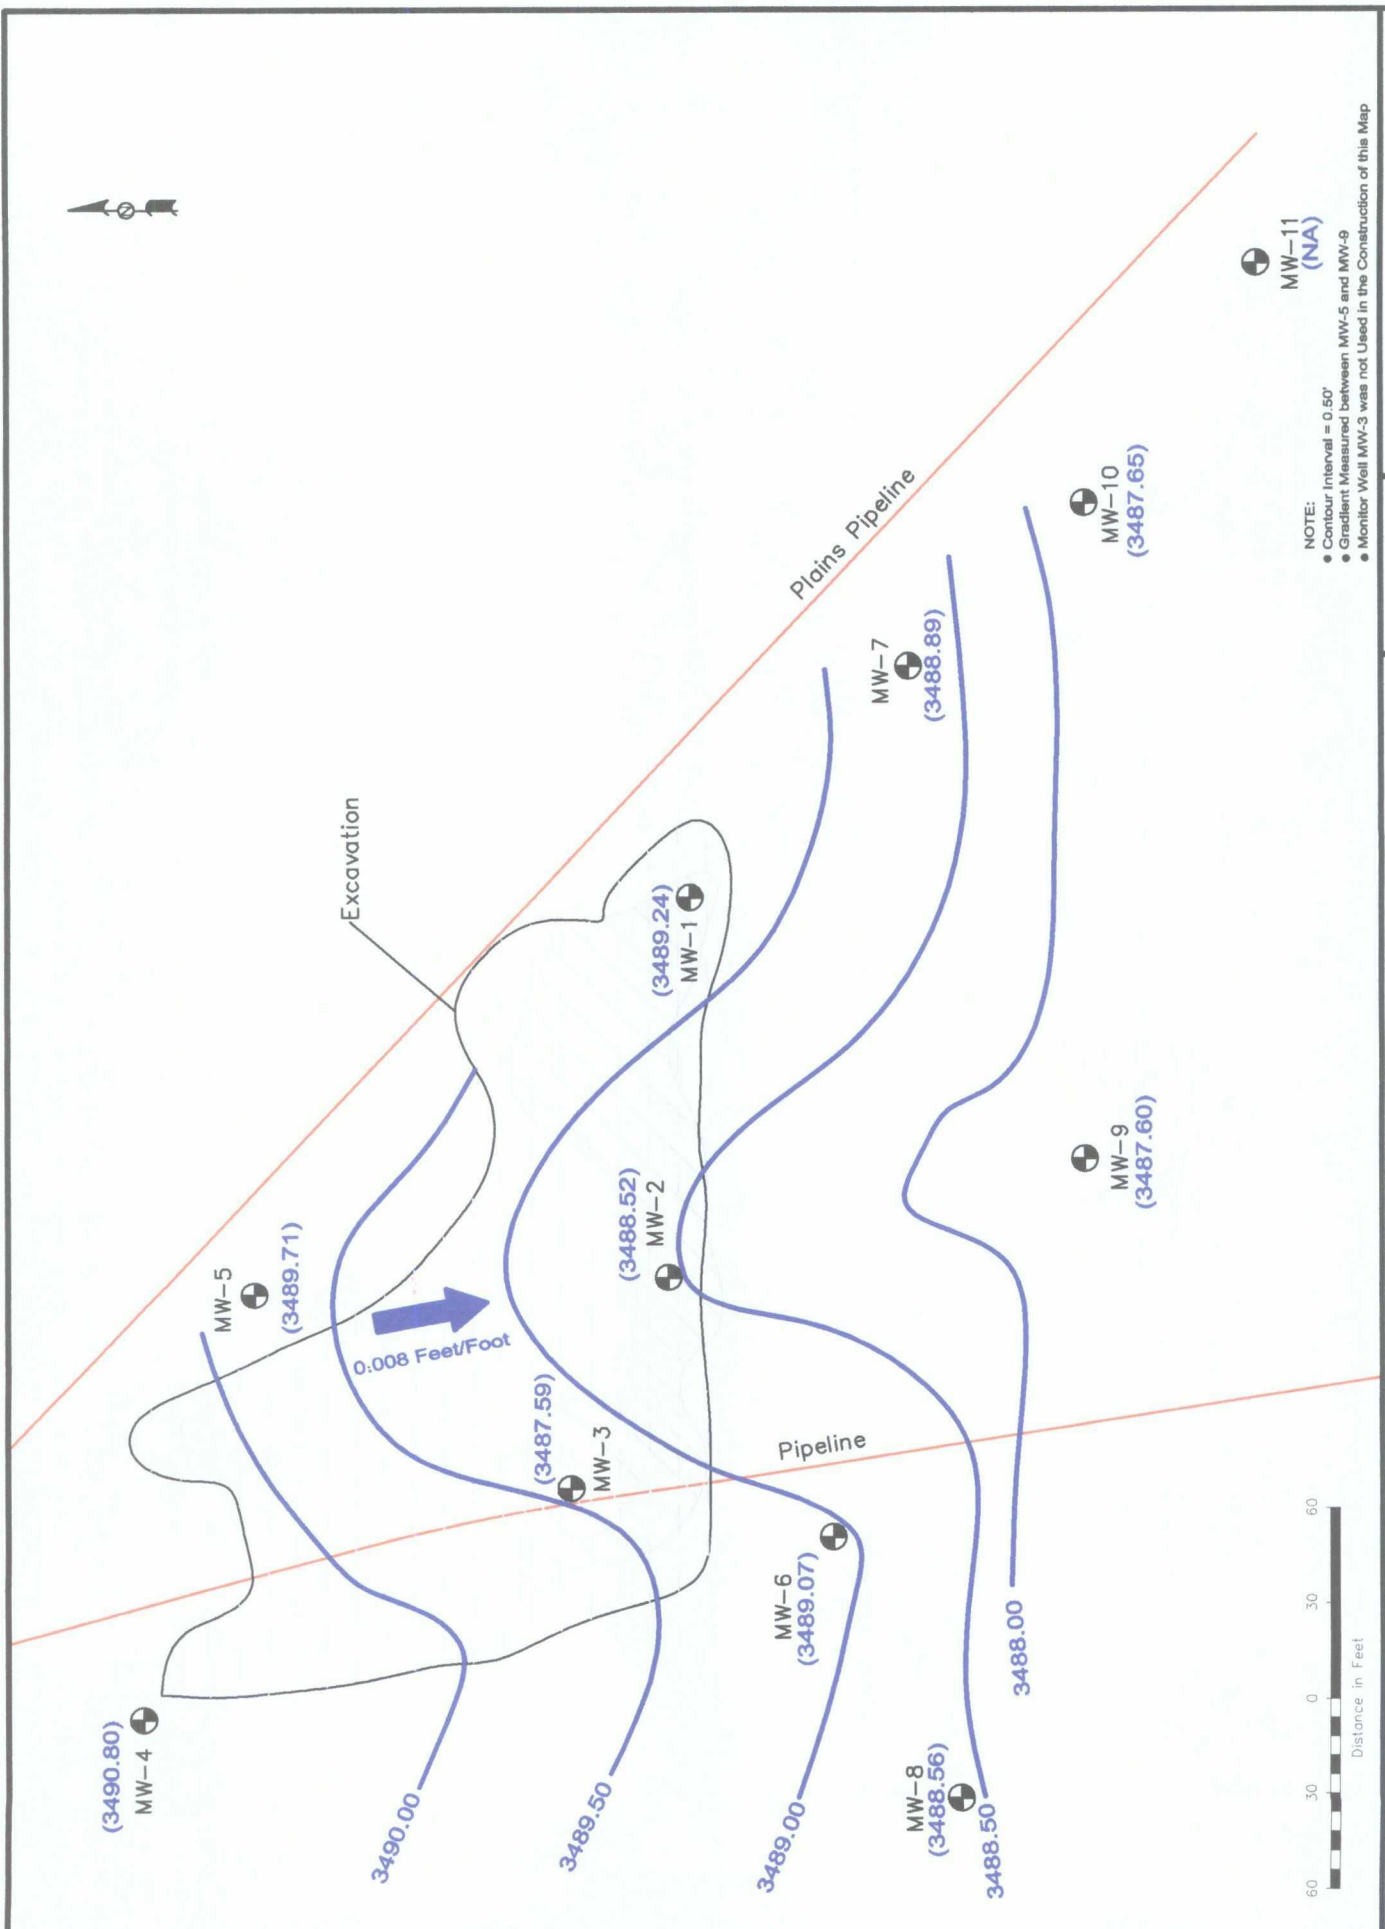 N
(3490.80)
MW-4
MW-5
(3489.71)
Excavation
0.008 Feet/Foot
3490.00
(3487.59)
MW-3
(3488.52)
MW-2
(3489.24)
MW-1
Plains Pipeline
3489.50
Pipeline
MW-6
(3489.07)
MW-7
(3488.89)
3489.00
MW-8
(3488.56)
3488.50
3488.00
MW-9
(3487.60)
MW-10
(3487.65)
MW-11
(NA)
60 30 0 30 60
Distance in Feet
NOTE:
● Contour Interval = 0.50'
● Gradient Measured between MW-5 and MW-9
● Monitor Well MW-3 was not Used in the Construction of this Map